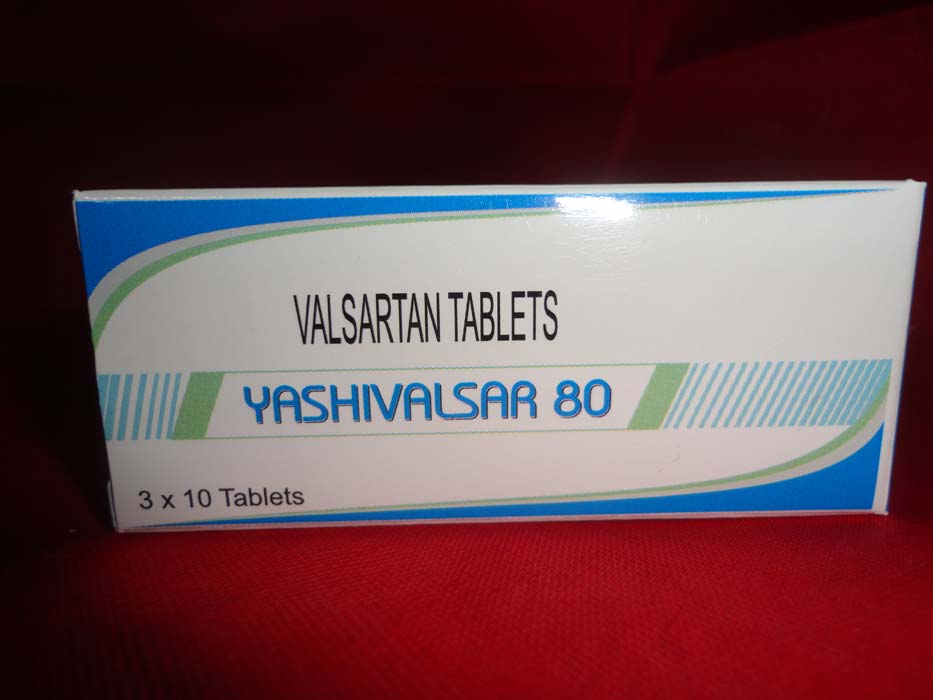 VALSARTAN TABLETS
YASHIVALSAR 80
3 x 10 Tablets